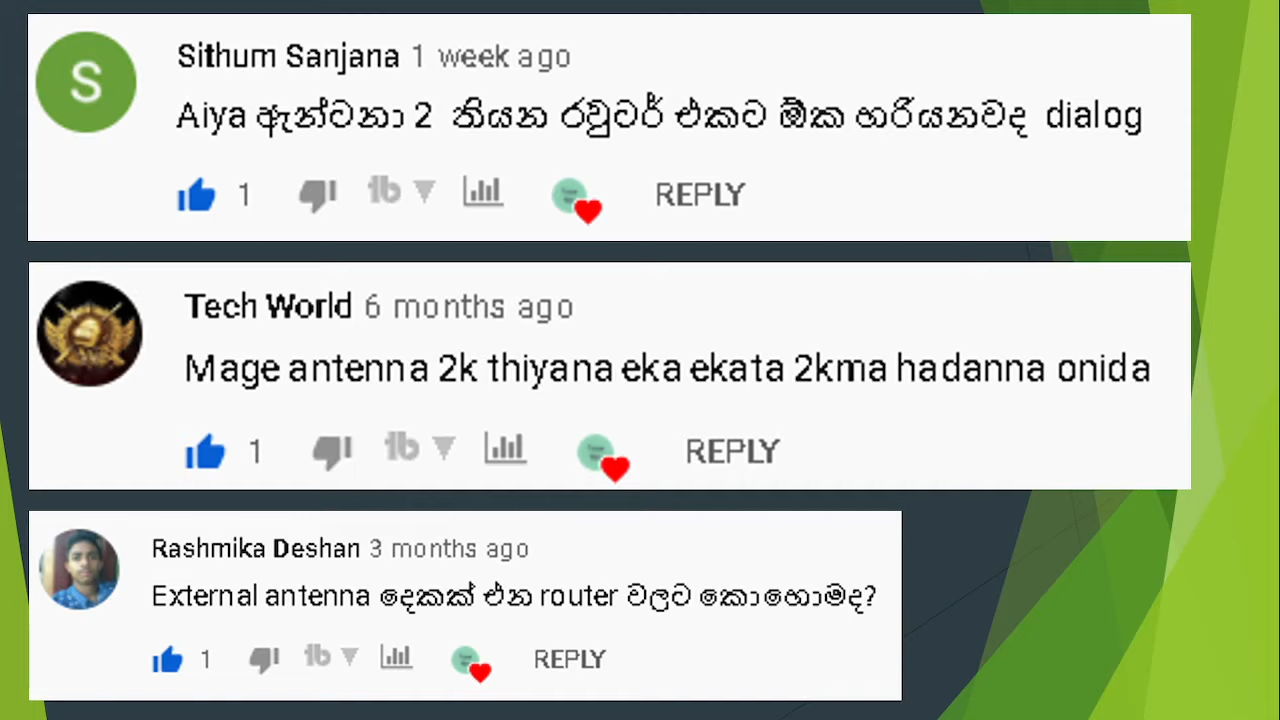 S
Sithum Sanjana 1 week ago
Aiya ඇන්ටනා 2 තියන රවුටර් එකට ඕක හරියනවද dialog
1 REPLY
Tech World 6 months ago
Mage antenna 2k thiyana eka ekata 2kma hadanna onida
1 REPLY
Rashmika Deshan 3 months ago
External antenna දෙකක් එන router වලට කොහොමද?
1 REPLY